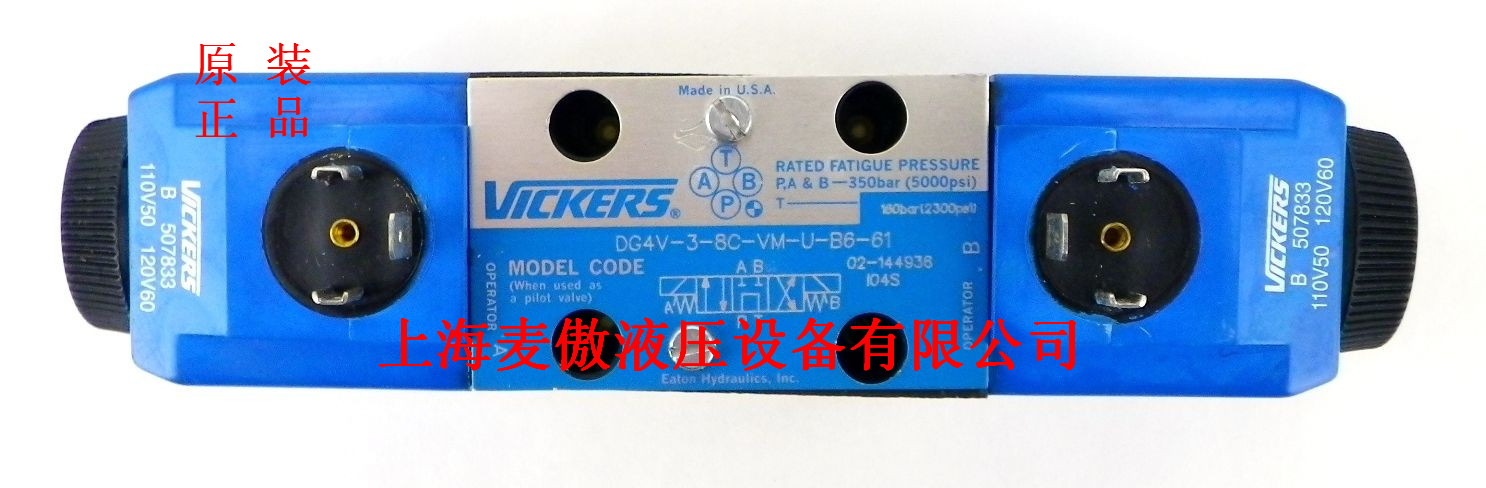 原 装
正 品
Made in U.S.A.
T
A B
P
RATED FATIGUE PRESSURE
P,A & B—350bar (5000psi)
T—
160bar(2300psi)
VICKERS®
DG4V-3-8C-VM-U-B6-61
MODEL CODE
(When used as
a pilot valve)
02-144936
104S
A B
A B
P T
OPERATOR A
OPERATOR B
上海麦傲液压设备有限公司
Eaton Hydraulics, Inc.
VICKERS
B 507833
110V50 120V60
VICKERS
B 507833
110V50 120V60